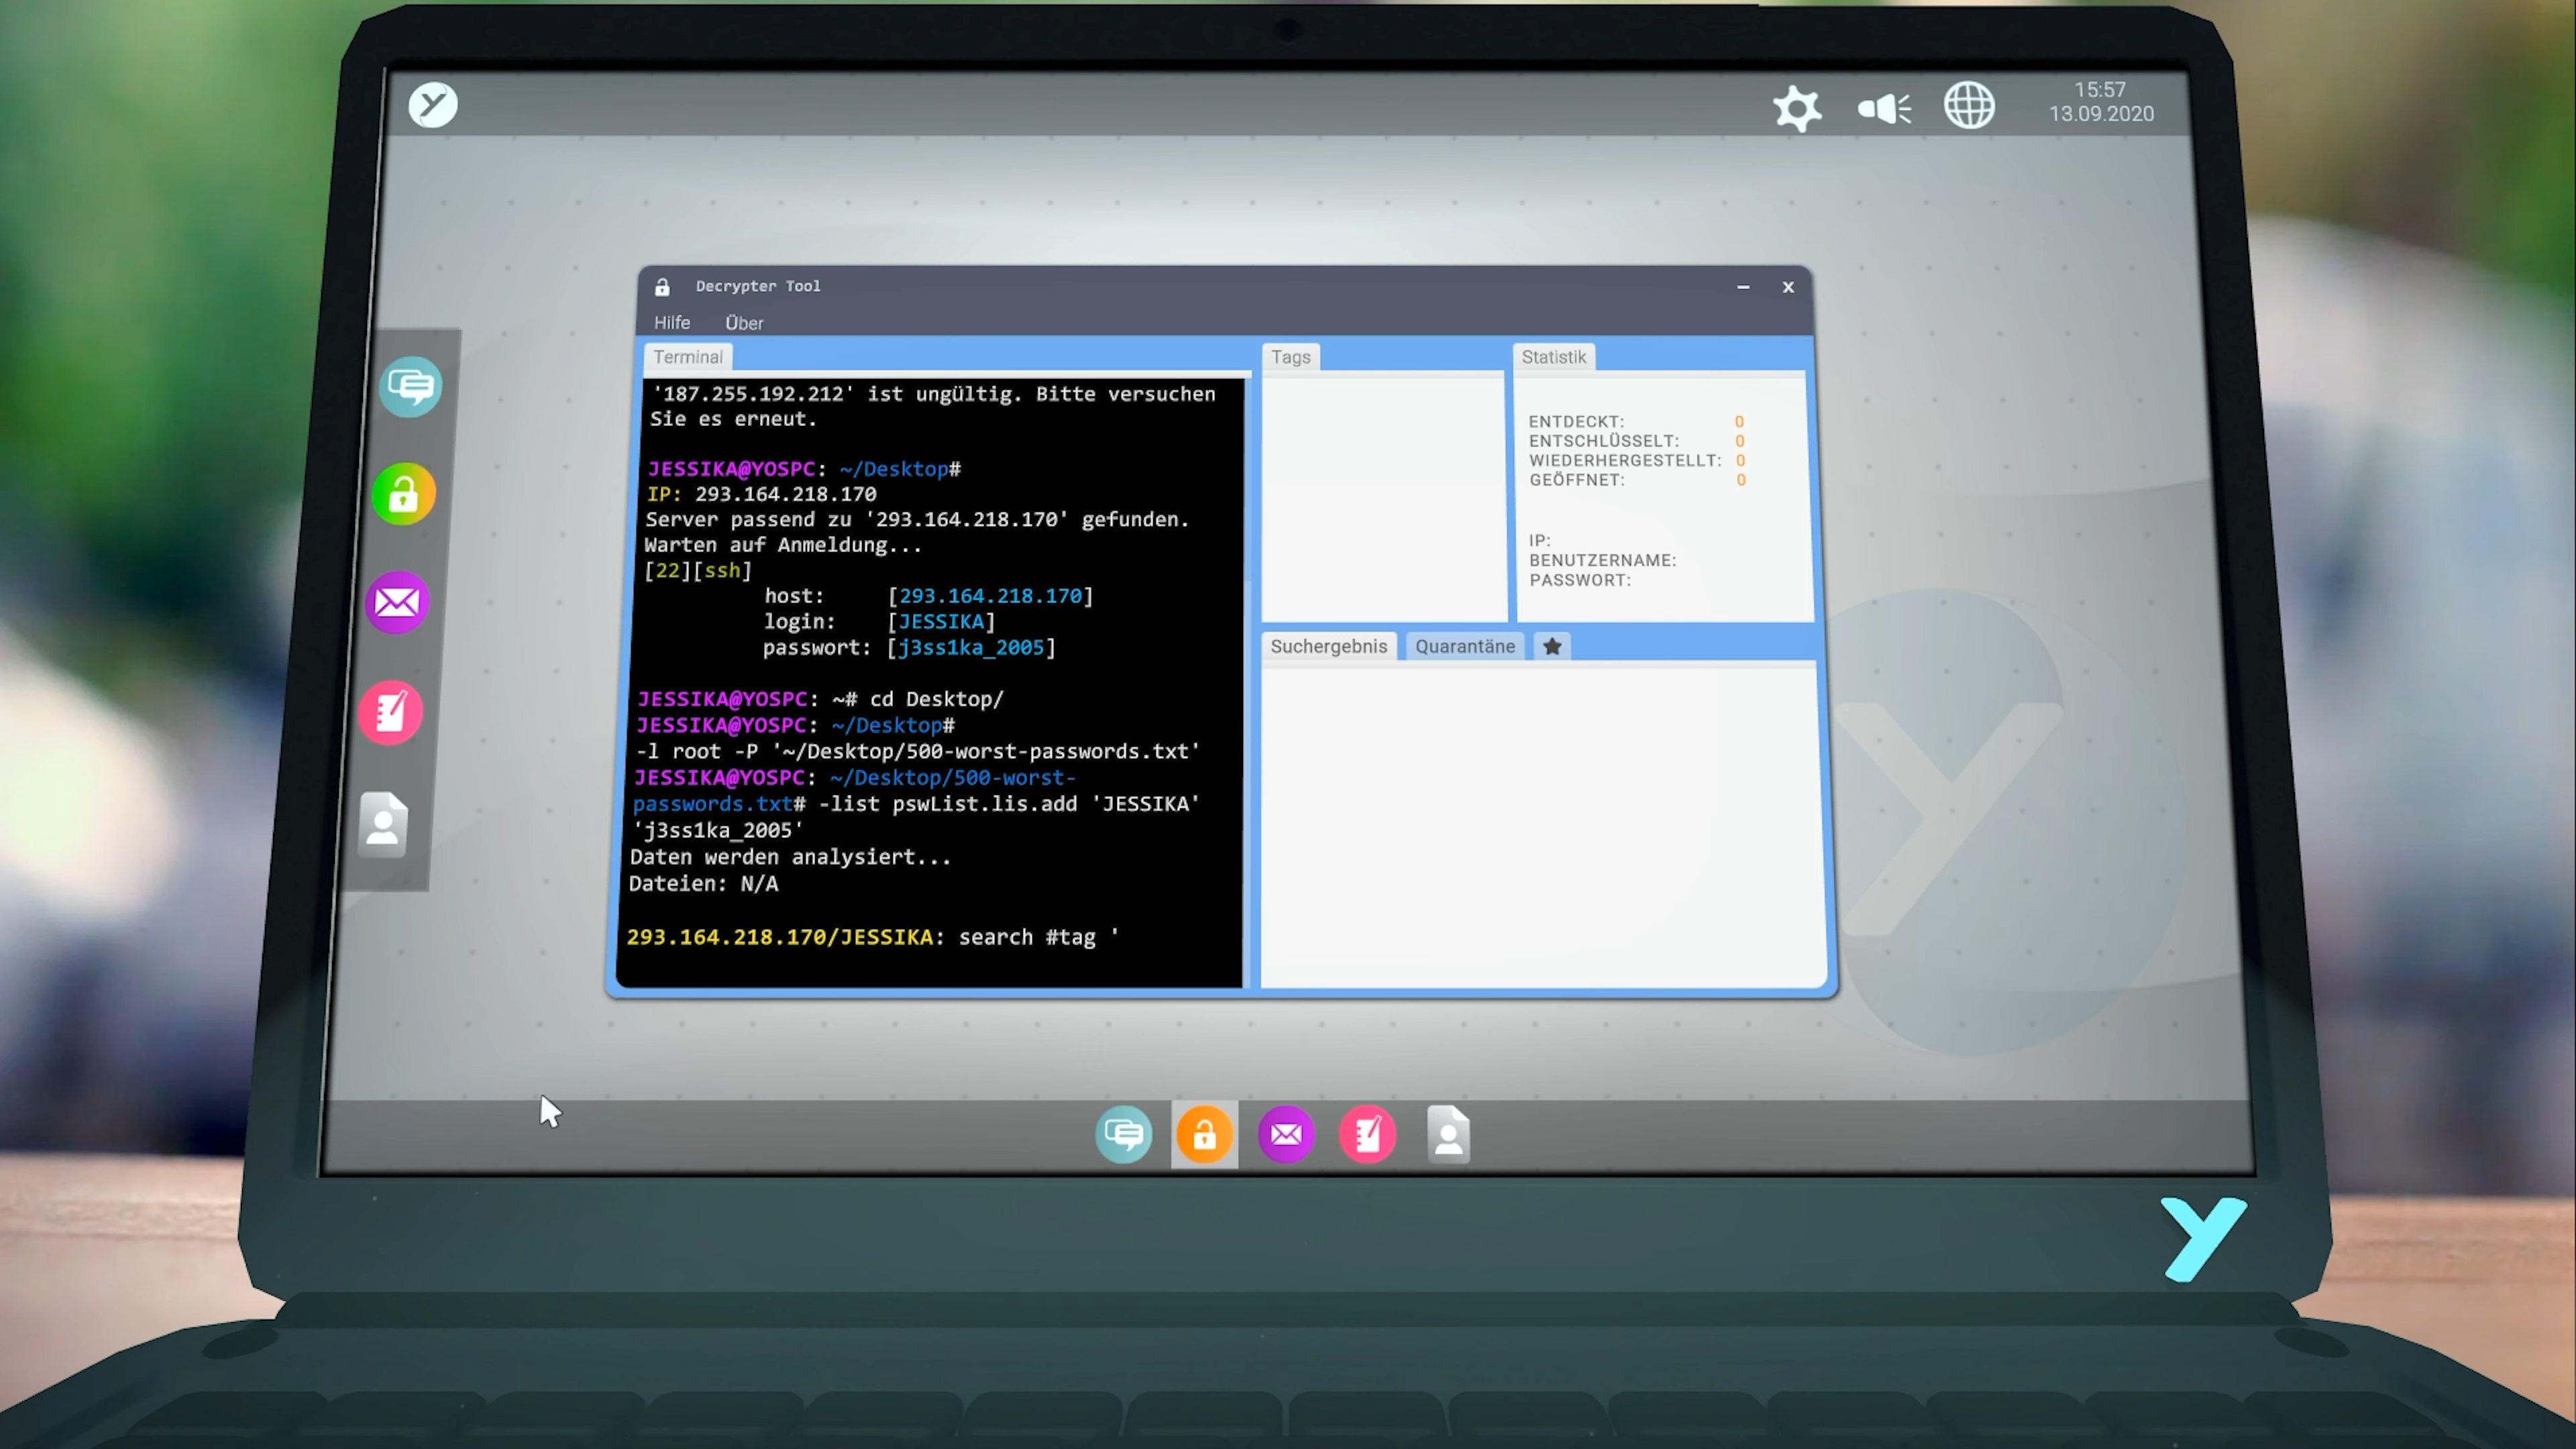 15:57
13.09.2020
Decrypter Tool
Hilfe Über
Terminal
'187.255.192.212' ist ungültig. Bitte versuchen
Sie es erneut.
JESSIKA@YOSPC: ~/Desktop#
IP: 293.164.218.170
Server passend zu '293.164.218.170' gefunden.
Warten auf Anmeldung...
[22][ssh]
host: [293.164.218.170]
login: [JESSIKA]
passwort: [j3ss1ka_2005]
JESSIKA@YOSPC: ~# cd Desktop/
JESSIKA@YOSPC: ~/Desktop#
-l root -P '~/Desktop/500-worst-passwords.txt'
JESSIKA@YOSPC: ~/Desktop/500-worst-
passwords.txt# -list pswList.lis.add 'JESSIKA'
'j3ss1ka_2005'
Daten werden analysiert...
Dateien: N/A
293.164.218.170/JESSIKA: search #tag '
Tags
Statistik
ENTDECKT: 0
ENTSCHLÜSSELT: 0
WIEDERHERGESTELLT: 0
GEÖFFNET: 0
IP:
BENUTZERNAME:
PASSWORT:
Suchergebnis Quarantäne